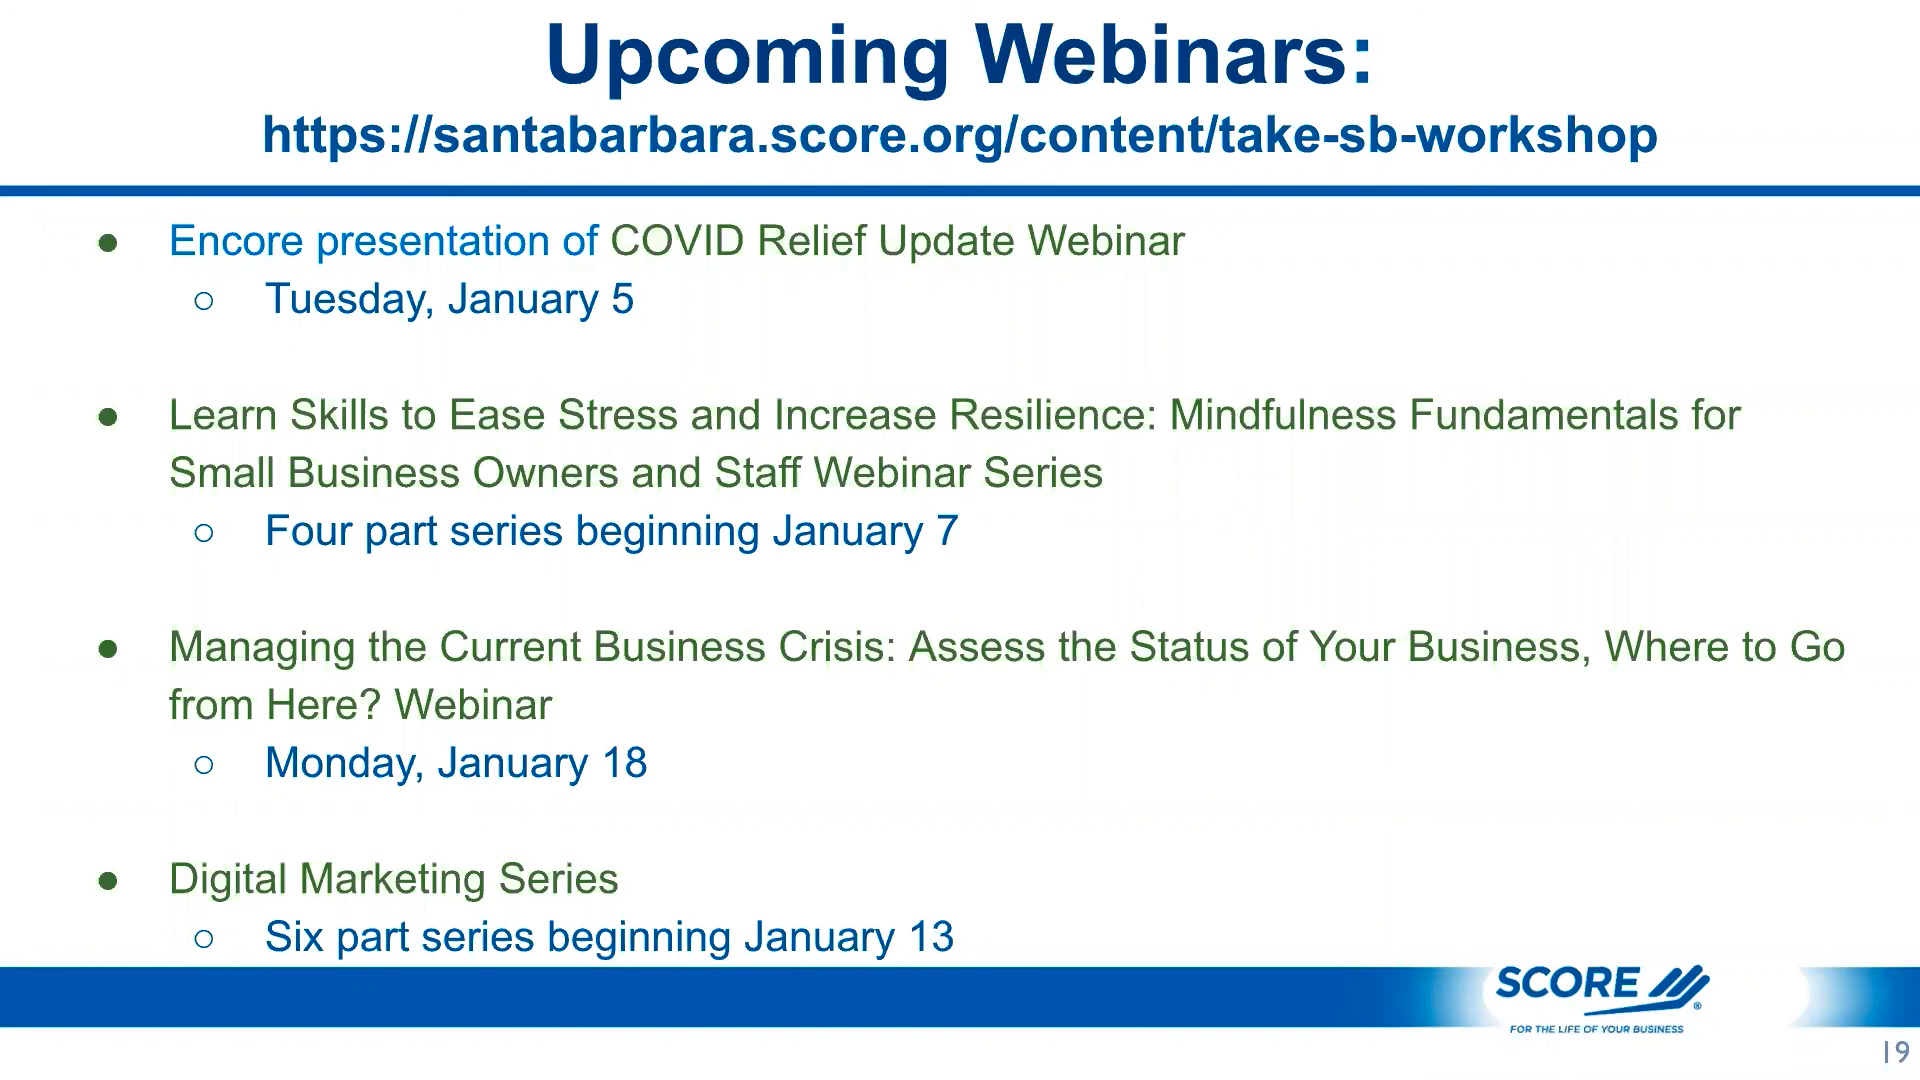 Upcoming Webinars:
https://santabarbara.score.org/content/take-sb-workshop
● Encore presentation of COVID Relief Update Webinar
○ Tuesday, January 5
● Learn Skills to Ease Stress and Increase Resilience: Mindfulness Fundamentals for
Small Business Owners and Staff Webinar Series
○ Four part series beginning January 7
● Managing the Current Business Crisis: Assess the Status of Your Business, Where to Go
from Here? Webinar
○ Monday, January 18
● Digital Marketing Series
○ Six part series beginning January 13
SCORE ®
FOR THE LIFE OF YOUR BUSINESS
19